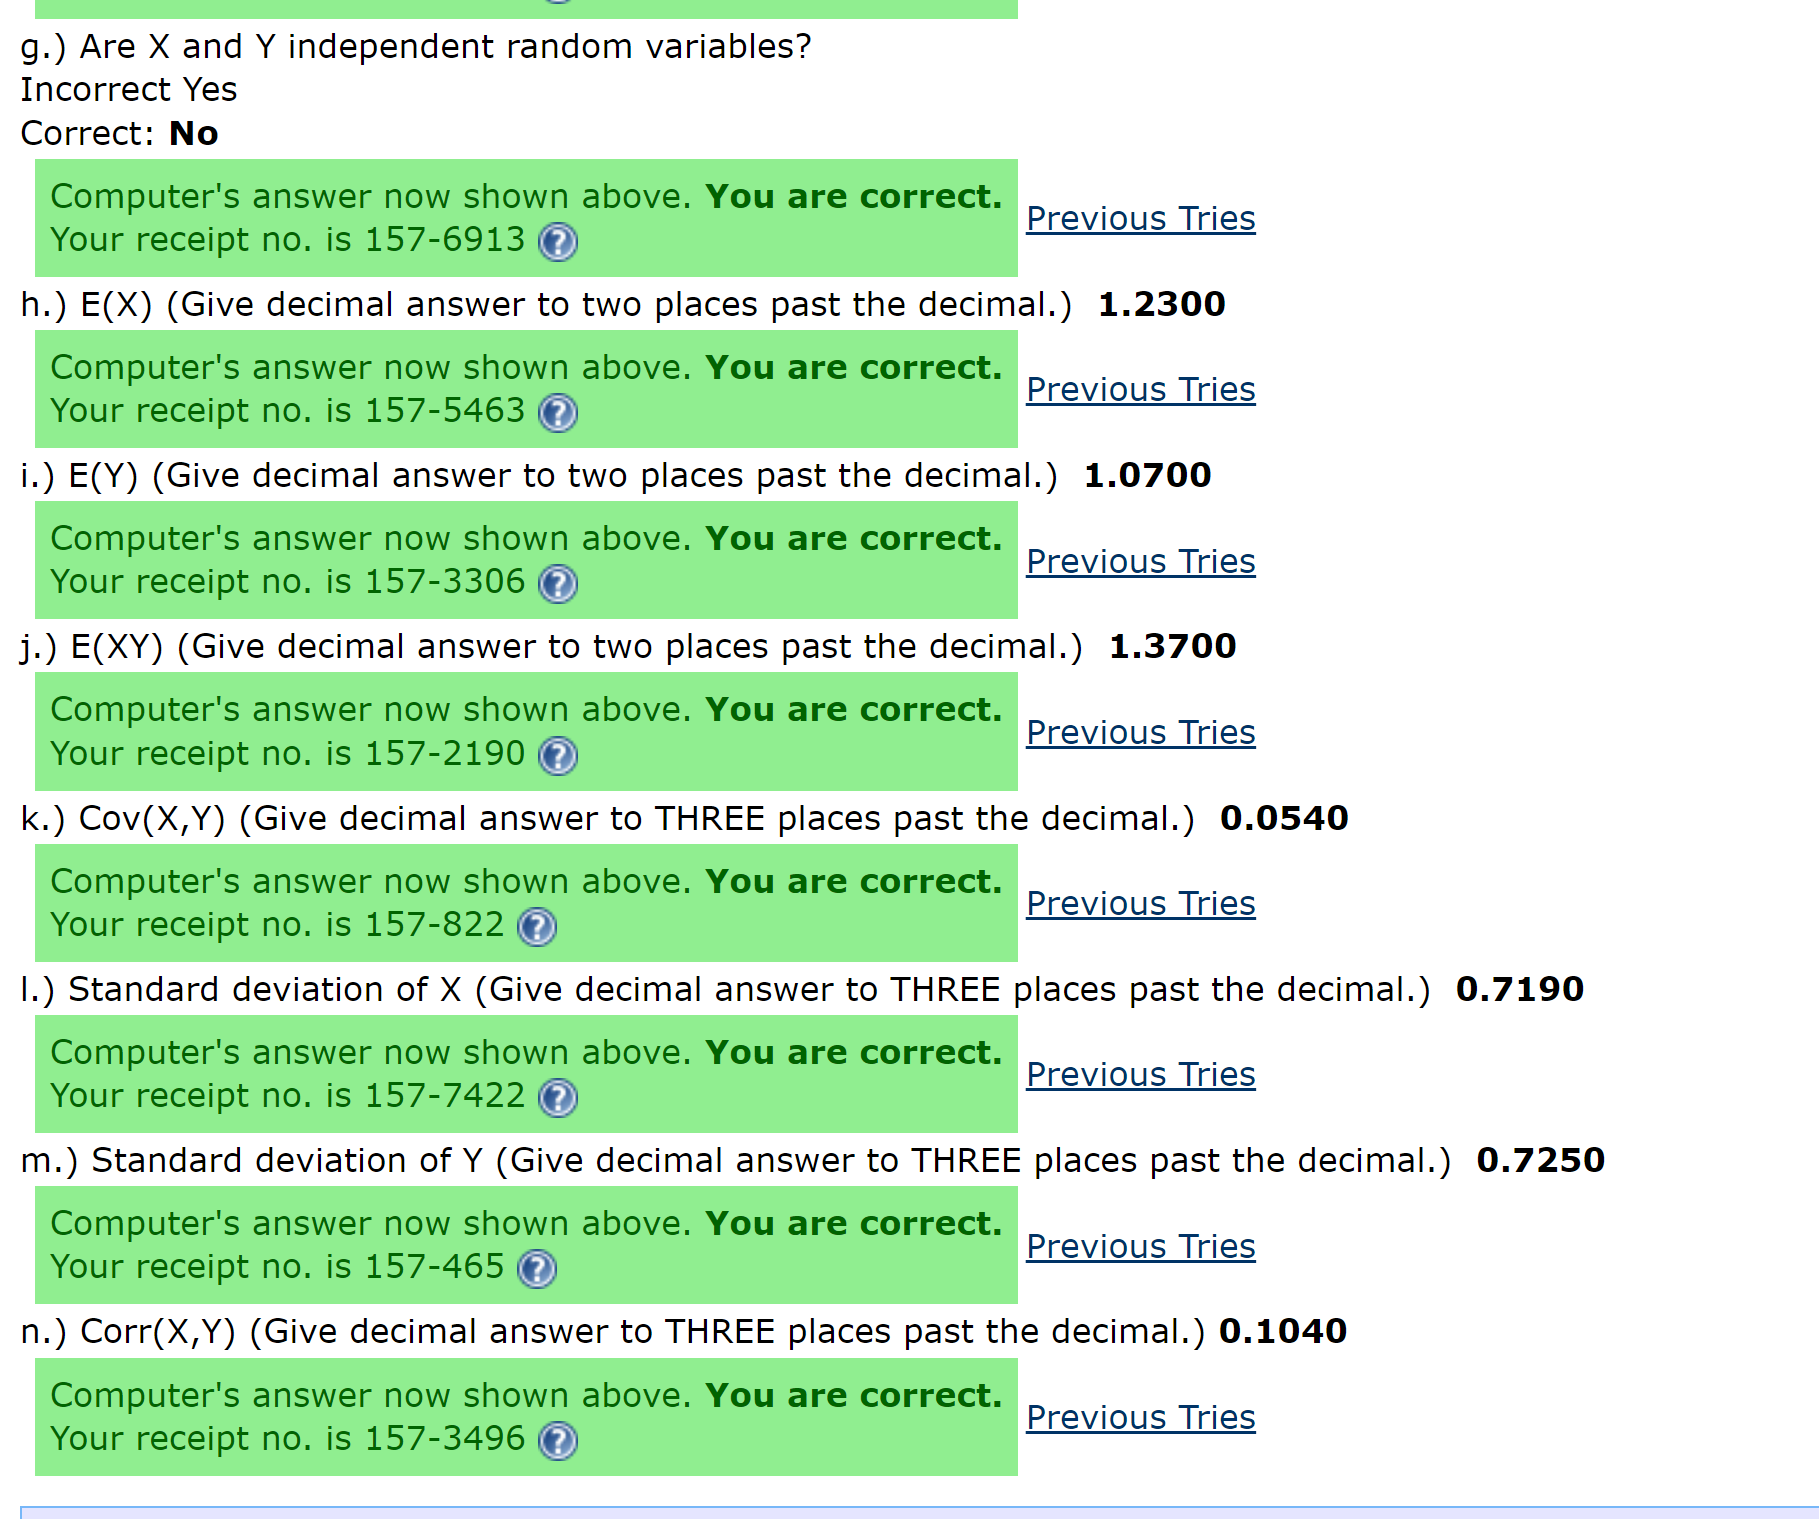 g.) Are X and Y independent random variables?
Incorrect Yes
Correct: No
Computer's answer now shown above. You are correct.
Your receipt no. is 157-6913 ?
Previous Tries
h.) E(X) (Give decimal answer to two places past the decimal.) 1.2300
Computer's answer now shown above. You are correct.
Your receipt no. is 157-5463 ?
Previous Tries
i.) E(Y) (Give decimal answer to two places past the decimal.) 1.0700
Computer's answer now shown above. You are correct.
Your receipt no. is 157-3306 ?
Previous Tries
j.) E(XY) (Give decimal answer to two places past the decimal.) 1.3700
Computer's answer now shown above. You are correct.
Your receipt no. is 157-2190 ?
Previous Tries
k.) Cov(X,Y) (Give decimal answer to THREE places past the decimal.) 0.0540
Computer's answer now shown above. You are correct.
Your receipt no. is 157-822 ?
Previous Tries
l.) Standard deviation of X (Give decimal answer to THREE places past the decimal.) 0.7190
Computer's answer now shown above. You are correct.
Your receipt no. is 157-7422 ?
Previous Tries
m.) Standard deviation of Y (Give decimal answer to THREE places past the decimal.) 0.7250
Computer's answer now shown above. You are correct.
Your receipt no. is 157-465 ?
Previous Tries
n.) Corr(X,Y) (Give decimal answer to THREE places past the decimal.) 0.1040
Computer's answer now shown above. You are correct.
Your receipt no. is 157-3496 ?
Previous Tries